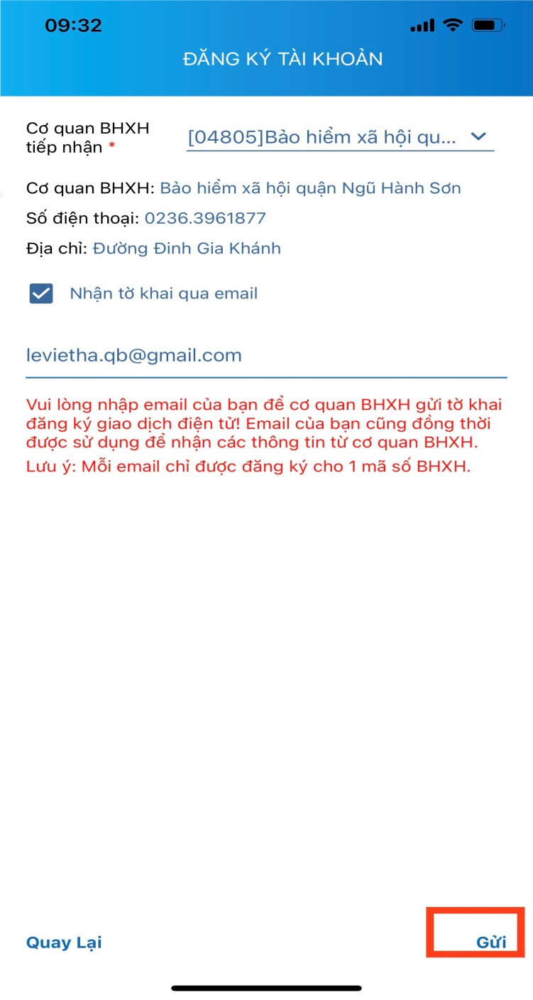 09:32
ĐĂNG KÝ TÀI KHOẢN
Cơ quan BHXH
tiếp nhận *
[04805]Bảo hiểm xã hội qu...
Cơ quan BHXH: Bảo hiểm xã hội quận Ngũ Hành Sơn
Số điện thoại: 0236.3961877
Địa chỉ: Đường Đinh Gia Khánh
Nhận tờ khai qua email
levietha.qb@gmail.com
Vui lòng nhập email của bạn để cơ quan BHXH gửi tờ khai
đăng ký giao dịch điện tử! Email của bạn cũng đồng thời
được sử dụng để nhận các thông tin từ cơ quan BHXH.
Lưu ý: Mỗi email chỉ được đăng ký cho 1 mã số BHXH.
Quay Lại
Gửi